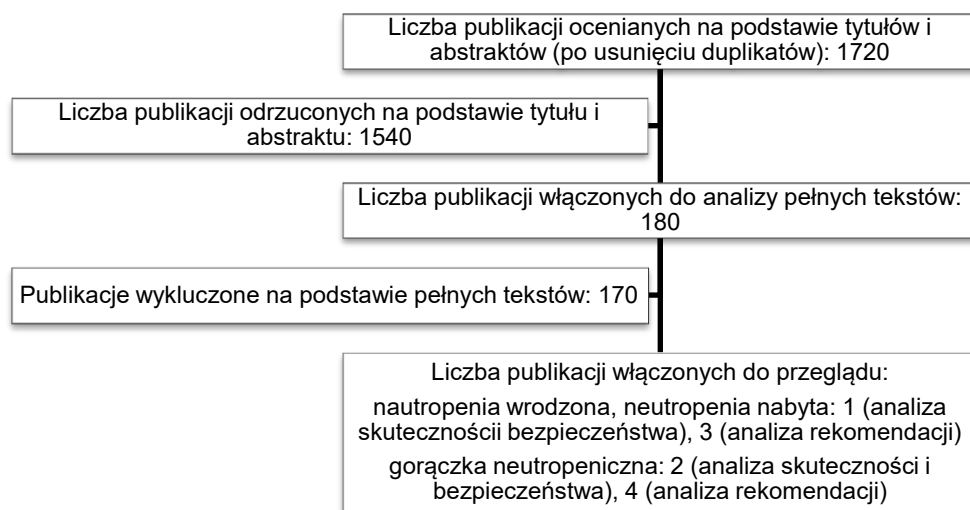 Liczba publikacji ocenianych na podstawie tytułów i
abstraktów (po usunięciu duplikatów): 1720
Liczba publikacji odrzuconych na podstawie tytułu i
abstraktu: 1540
Liczba publikacji włączonych do analizy pełnych tekstów:
180
Publikacje wykluczone na podstawie pełnych tekstów: 170
Liczba publikacji włączonych do przeglądu:
nautropenia wrodzona, neutropenia nabyta: 1 (analiza
skutecznościi bezpieczeństwa), 3 (analiza rekomendacji)
gorączka neutropeniczna: 2 (analiza skuteczności i
bezpieczeństwa), 4 (analiza rekomendacji)